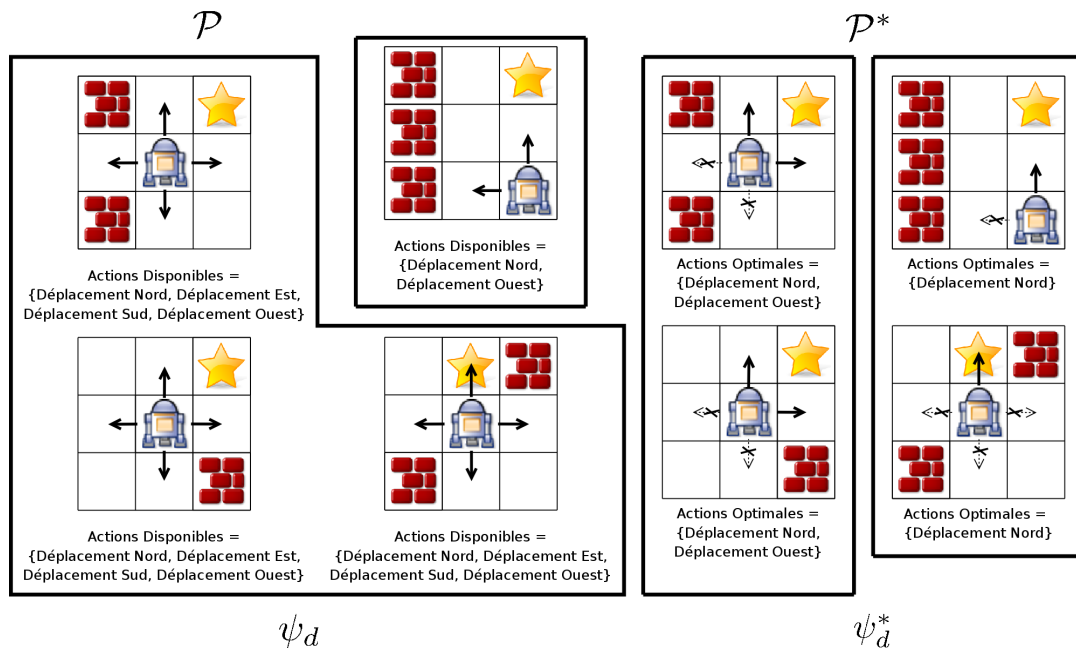 𝒫
𝒫*
Actions Disponibles =
{Déplacement Nord, Déplacement Est,
Déplacement Sud, Déplacement Ouest}
Actions Disponibles =
{Déplacement Nord,
Déplacement Ouest}
Actions Optimales =
{Déplacement Nord,
Déplacement Ouest}
Actions Optimales =
{Déplacement Nord}
Actions Disponibles =
{Déplacement Nord, Déplacement Est,
Déplacement Sud, Déplacement Ouest}
Actions Disponibles =
{Déplacement Nord, Déplacement Est,
Déplacement Sud, Déplacement Ouest}
Actions Optimales =
{Déplacement Nord,
Déplacement Ouest}
Actions Optimales =
{Déplacement Nord}
ψ_d
ψ*_d